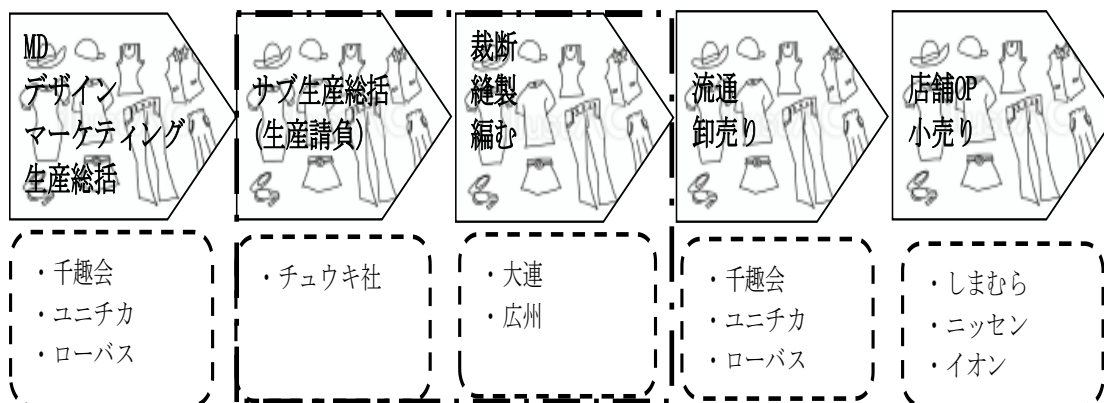 MD
デザイン
マーケティング
生産総括
サブ生産総括
(生産請負)
裁断
縫製
編む
流通
卸売り
店舗OP
小売り
・千趣会
・ユニチカ
・ローバス
・チュウキ社
・大連
・広州
・千趣会
・ユニチカ
・ローバス
・しまむら
・ニッセン
・イオン